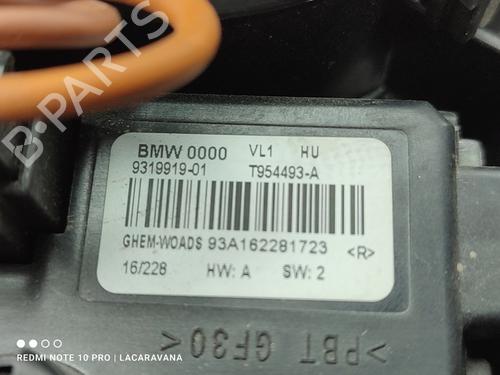 BMW 0000 VL1 HU
9319919-01 T954493-A
GHEM-WOADS 93A162281723 <R>
16/228 HW: A SW: 2
>PBT GF30<
REDMI NOTE 10 PRO | LACARAVANA